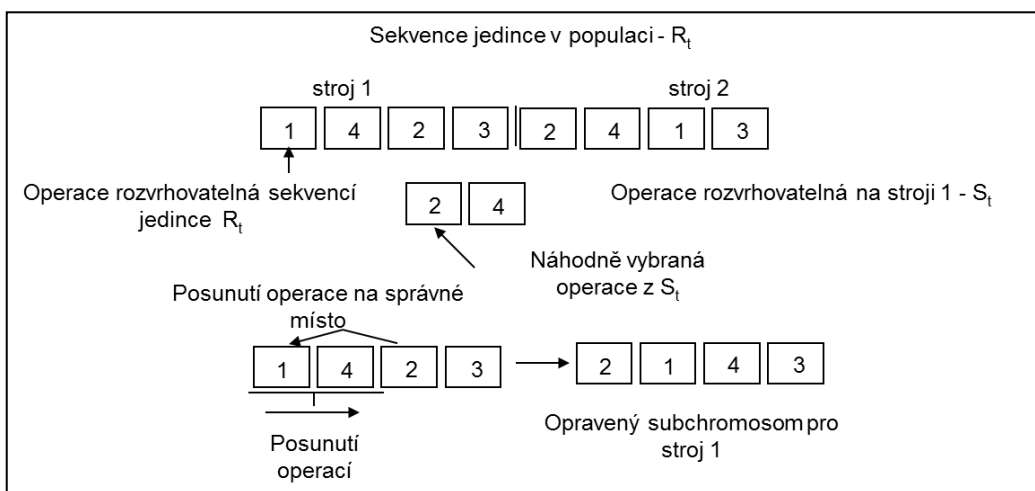 Sekvence jedince v populaci - Rt
stroj 1
stroj 2
1 4 2 3 2 4 1 3
Operace rozvrhovatelná sekvencí
jedince Rt
Operace rozvrhovatelná na stroji 1 - St
2 4
Náhodně vybraná
operace z St
Posunutí operace na správné
místo
1 4 2 3
2 1 4 3
Posunutí
operací
Opravený subchromosom pro
stroj 1